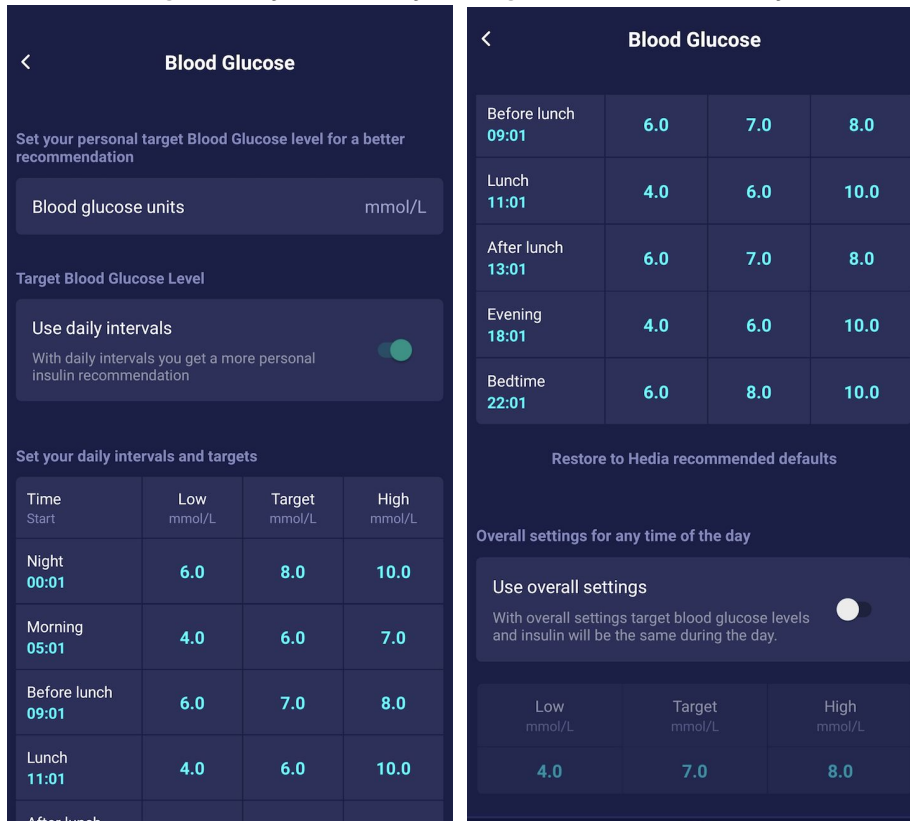 Blood Glucose
Set your personal target Blood Glucose level for a better
recommendation
Blood glucose units mmol/L
Target Blood Glucose Level
Use daily intervals
With daily intervals you get a more personal
insulin recommendation
Set your daily intervals and targets
Time Low Target High
Start mmol/L mmol/L mmol/L
Night
00:01 6.0 8.0 10.0
Morning
05:01 4.0 6.0 7.0
Before lunch
09:01 6.0 7.0 8.0
Lunch
11:01 4.0 6.0 10.0
After lunch
Blood Glucose
Before lunch
09:01 6.0 7.0 8.0
Lunch
11:01 4.0 6.0 10.0
After lunch
13:01 6.0 7.0 8.0
Evening
18:01 4.0 6.0 10.0
Bedtime
22:01 6.0 8.0 10.0
Restore to Hedia recommended defaults
Overall settings for any time of the day
Use overall settings
With overall settings target blood glucose levels
and insulin will be the same during the day.
Low Target High
mmol/L mmol/L mmol/L
4.0 7.0 8.0